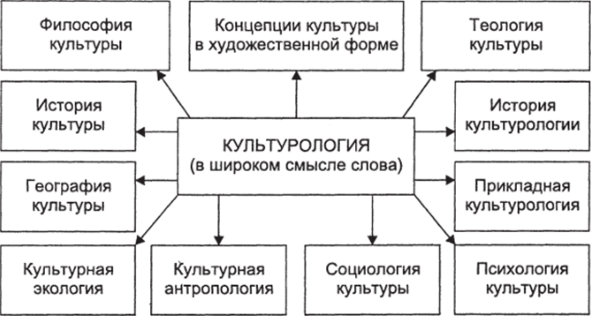 Философия
культуры
Концепции культуры
в художественной форме
Теология
культуры
История
культуры
КУЛЬТУРОЛОГИЯ
(в широком смысле слова)
История
культурологии
География
культуры
Прикладная
культурология
Культурная
экология
Культурная
антропология
Социология
культуры
Психология
культуры